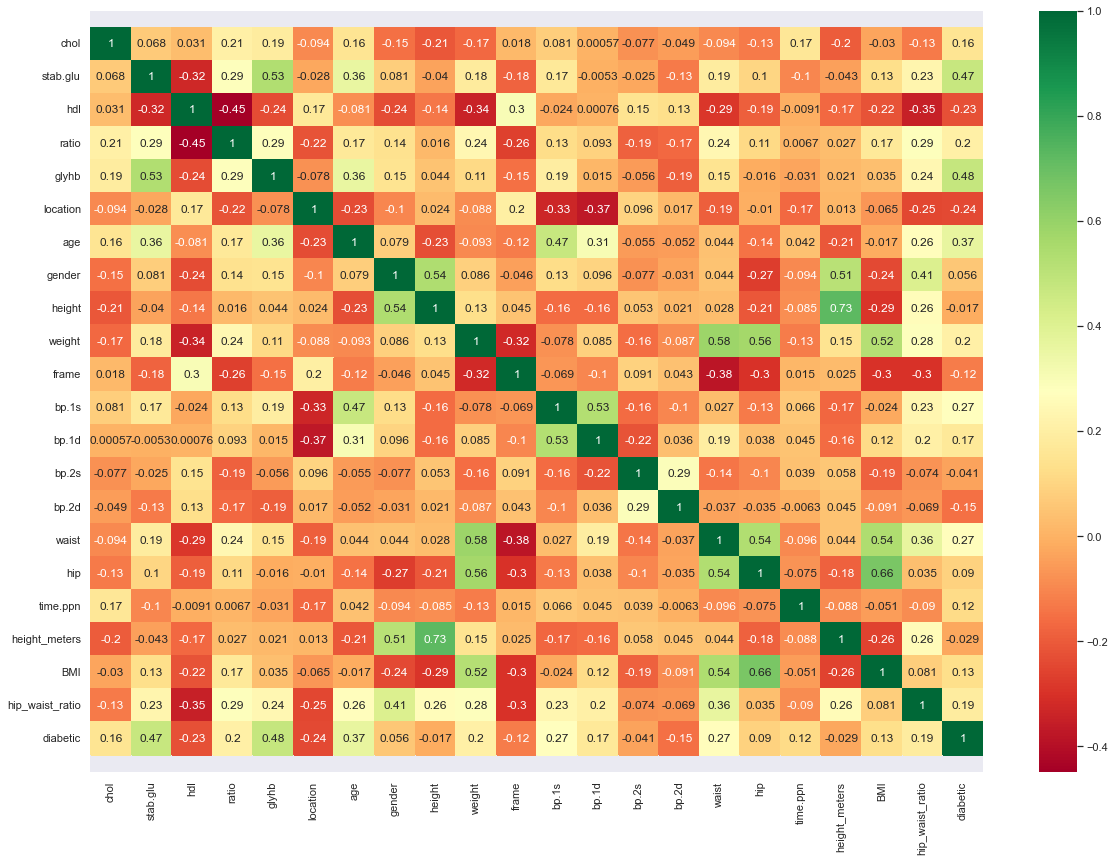 chol 1 0.068 0.031 0.21 0.19 -0.094 0.16 -0.15 -0.21 -0.17 0.018 0.081 0.00057 -0.077 -0.049 -0.094 -0.13 0.17 -0.2 -0.03 -0.13 0.16
stab.glu 0.068 1 -0.32 0.29 0.53 -0.028 0.36 0.081 -0.04 0.18 -0.18 0.17 -0.0053 -0.025 -0.13 0.19 0.1 -0.1 -0.043 0.13 0.23 0.47
hdl 0.031 -0.32 1 -0.45 -0.24 0.17 -0.081 -0.24 -0.14 -0.34 0.3 -0.024 0.00076 0.15 0.13 -0.29 -0.19 -0.0091 -0.17 -0.22 -0.35 -0.23
ratio 0.21 0.29 -0.45 1 0.29 -0.22 0.17 0.14 0.016 0.24 -0.26 0.13 0.093 -0.19 -0.17 0.24 0.11 0.0067 0.027 0.17 0.29 0.2
glyhb 0.19 0.53 -0.24 0.29 1 -0.078 0.36 0.15 0.044 0.11 -0.15 0.19 0.015 -0.056 -0.19 0.15 -0.016 -0.031 0.021 0.035 0.24 0.48
location -0.094 -0.028 0.17 -0.22 -0.078 1 -0.23 -0.1 0.024 -0.088 0.2 -0.33 -0.37 0.096 0.017 -0.19 -0.01 -0.17 0.013 -0.065 -0.25 -0.24
age 0.16 0.36 -0.081 0.17 0.36 -0.23 1 0.079 -0.23 -0.093 -0.12 0.47 0.31 -0.055 -0.052 0.044 -0.14 0.042 -0.21 -0.017 0.26 0.37
gender -0.15 0.081 -0.24 0.14 0.15 -0.1 0.079 1 0.54 0.086 -0.046 0.13 0.096 -0.077 -0.031 0.044 -0.27 -0.094 0.51 -0.24 0.41 0.056
height -0.21 -0.04 -0.14 0.016 0.044 0.024 -0.23 0.54 1 0.13 0.045 -0.16 -0.16 0.053 0.021 0.028 -0.21 -0.085 0.73 -0.29 0.26 -0.017
weight -0.17 0.18 -0.34 0.24 0.11 -0.088 -0.093 0.086 0.13 1 -0.32 -0.078 0.085 -0.16 -0.087 0.58 0.56 -0.13 0.15 0.52 0.28 0.2
frame 0.018 -0.18 0.3 -0.26 -0.15 0.2 -0.12 -0.046 0.045 -0.32 1 -0.069 -0.1 0.091 0.043 -0.38 -0.3 0.015 0.025 -0.3 -0.3 -0.12
bp.1s 0.081 0.17 -0.024 0.13 0.19 -0.33 0.47 0.13 -0.16 -0.078 -0.069 1 0.53 -0.16 -0.1 0.027 -0.13 0.066 -0.17 -0.024 0.23 0.27
bp.1d 0.00057 -0.0053 0.00076 0.093 0.015 -0.37 0.31 0.096 -0.16 0.085 -0.1 0.53 1 -0.22 0.036 0.19 0.038 0.045 -0.16 0.12 0.2 0.17
bp.2s -0.077 -0.025 0.15 -0.19 -0.056 0.096 -0.055 -0.077 0.053 -0.16 0.091 -0.16 -0.22 1 0.29 -0.14 -0.1 0.039 0.058 -0.19 -0.074 -0.041
bp.2d -0.049 -0.13 0.13 -0.17 -0.19 0.017 -0.052 -0.031 0.021 -0.087 0.043 -0.1 0.036 0.29 1 -0.037 -0.035 -0.0063 0.045 -0.091 -0.069 -0.15
waist -0.094 0.19 -0.29 0.24 0.15 -0.19 0.044 0.044 0.028 0.58 -0.38 0.027 0.19 -0.14 -0.037 1 0.54 -0.096 0.044 0.54 0.36 0.27
hip -0.13 0.1 -0.19 0.11 -0.016 -0.01 -0.14 -0.27 -0.21 0.56 -0.3 -0.13 0.038 -0.1 -0.035 0.54 1 -0.075 -0.18 0.66 0.035 0.09
time.ppn 0.17 -0.1 -0.0091 0.0067 -0.031 -0.17 0.042 -0.094 -0.085 -0.13 0.015 0.066 0.045 0.039 -0.0063 -0.096 -0.075 1 -0.088 -0.051 -0.09 0.12
height_meters -0.2 -0.043 -0.17 0.027 0.021 0.013 -0.21 0.51 0.73 0.15 0.025 -0.17 -0.16 0.058 0.045 0.044 -0.18 -0.088 1 -0.26 0.26 -0.029
BMI -0.03 0.13 -0.22 0.17 0.035 -0.065 -0.017 -0.24 -0.29 0.52 -0.3 -0.024 0.12 -0.19 -0.091 0.54 0.66 -0.051 -0.26 1 0.081 0.13
hip_waist_ratio -0.13 0.23 -0.35 0.29 0.24 -0.25 0.26 0.41 0.26 0.28 -0.3 0.23 0.2 -0.074 -0.069 0.36 0.035 -0.09 0.26 0.081 1 0.19
diabetic 0.16 0.47 -0.23 0.2 0.48 -0.24 0.37 0.056 -0.017 0.2 -0.12 0.27 0.17 -0.041 -0.15 0.27 0.09 0.12 -0.029 0.13 0.19 1
chol stab.glu hdl ratio glyhb location age gender height weight frame bp.1s bp.1d bp.2s bp.2d waist hip time.ppn height_meters BMI hip_waist_ratio diabetic
1.0
0.8
0.6
0.4
0.2
0.0
−0.2
−0.4